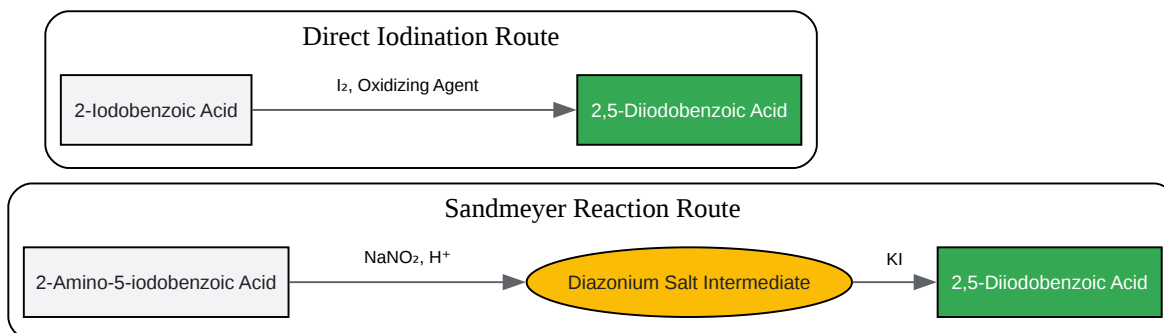 Direct Iodination Route
2-Iodobenzoic Acid
I₂, Oxidizing Agent
2,5-Diiodobenzoic Acid
Sandmeyer Reaction Route
2-Amino-5-iodobenzoic Acid
NaNO₂, H⁺
Diazonium Salt Intermediate
KI
2,5-Diiodobenzoic Acid